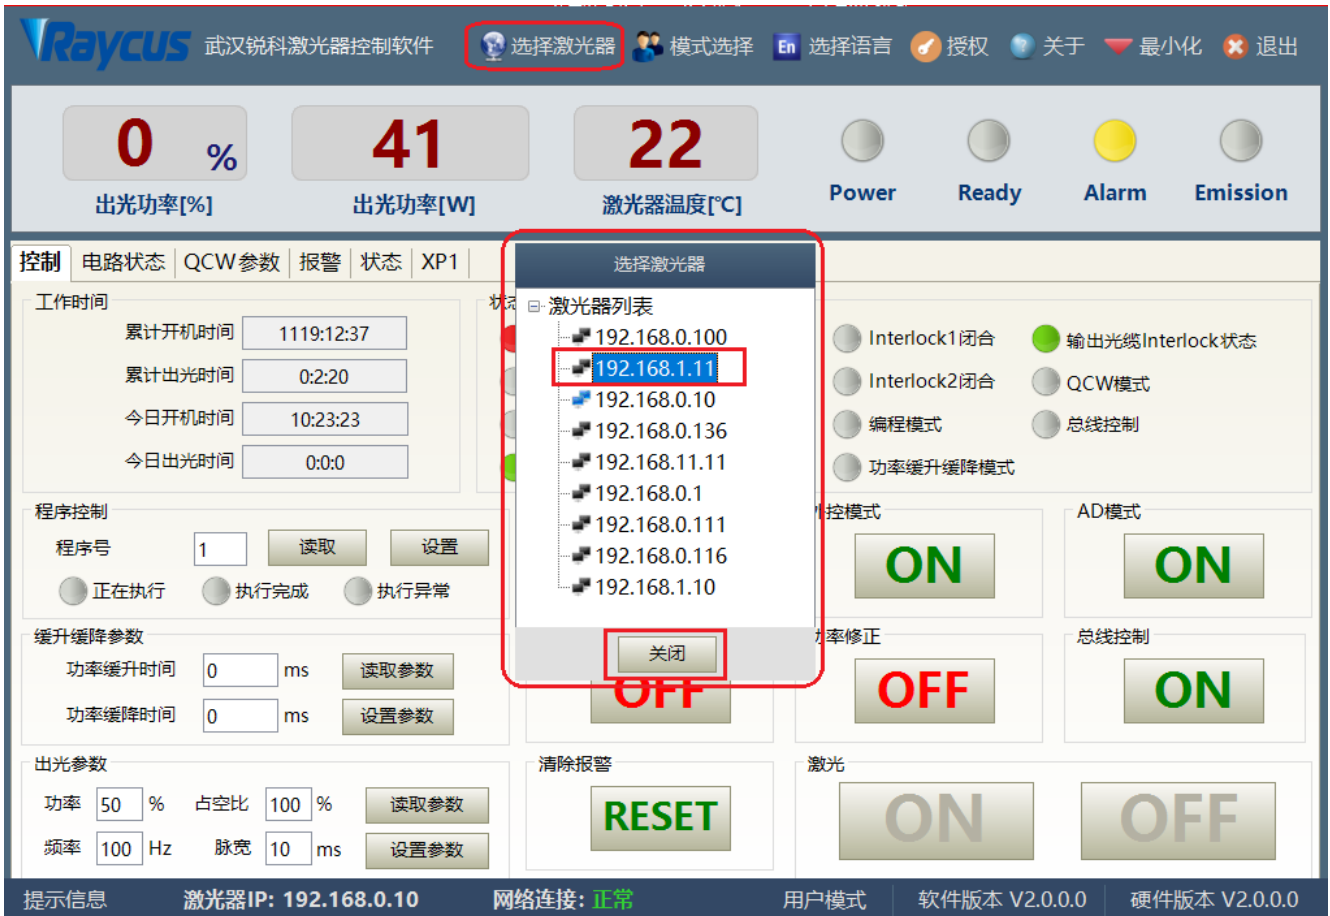 Raycus 武汉锐科激光器控制软件 选择激光器 模式选择 En 选择语言 授权 关于 最小化 退出
0 % 41 22
出光功率[%] 出光功率[W] 激光器温度[℃] Power Ready Alarm Emission
控制 电路状态 QCW参数 报警 状态 XP1
选择激光器
激光器列表
192.168.0.100
192.168.1.11
192.168.0.10
192.168.0.136
192.168.11.11
192.168.0.1
192.168.0.111
192.168.0.116
192.168.1.10
关闭
工作时间
累计开机时间 1119:12:37
累计出光时间 0:2:20
今日开机时间 10:23:23
今日出光时间 0:0:0
Interlock1闭合 输出光缆Interlock状态
Interlock2闭合 QCW模式
编程模式 总线控制
功率缓升缓降模式
程序控制
程序号 1 读取 设置
正在执行 执行完成 执行异常
控模式
ON
AD模式
ON
缓升缓降参数
功率缓升时间 0 ms 读取参数
功率缓降时间 0 ms 设置参数
OFF
率修正
OFF
总线控制
ON
出光参数
功率 50 % 占空比 100 % 读取参数
频率 100 Hz 脉宽 10 ms 设置参数
清除报警
RESET
激光
ON OFF
提示信息 激光器IP: 192.168.0.10 网络连接: 正常 用户模式 软件版本 V2.0.0.0 硬件版本 V2.0.0.0